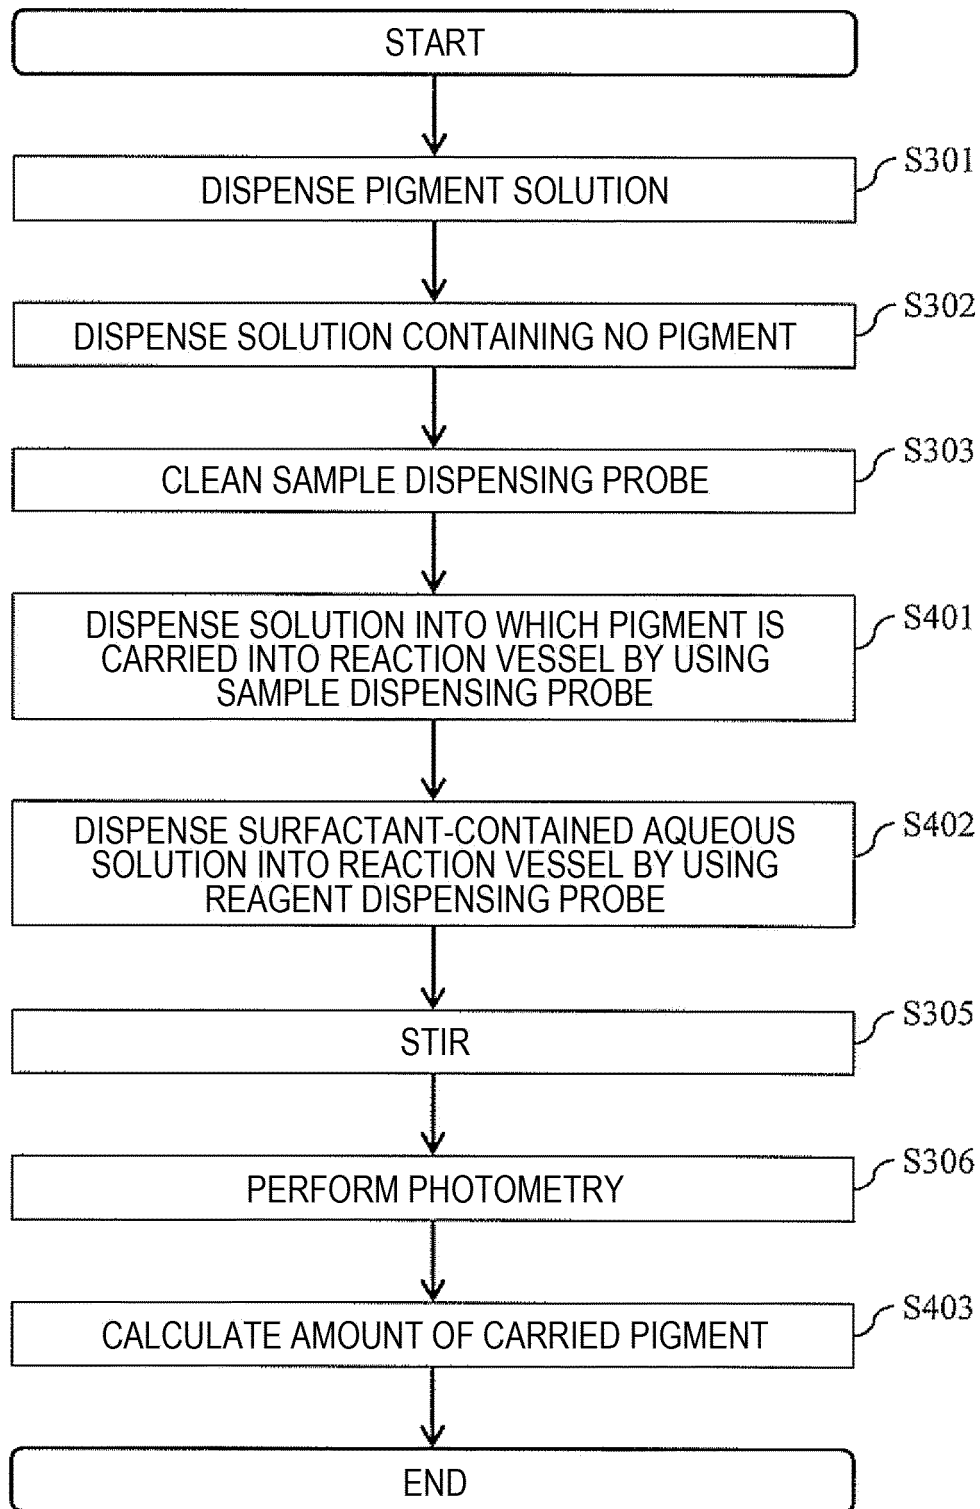 START
S301
DISPENSE PIGMENT SOLUTION
S302
DISPENSE SOLUTION CONTAINING NO PIGMENT
S303
CLEAN SAMPLE DISPENSING PROBE
S401
DISPENSE SOLUTION INTO WHICH PIGMENT IS
CARRIED INTO REACTION VESSEL BY USING
SAMPLE DISPENSING PROBE
S402
DISPENSE SURFACTANT-CONTAINED AQUEOUS
SOLUTION INTO REACTION VESSEL BY USING
REAGENT DISPENSING PROBE
S305
STIR
S306
PERFORM PHOTOMETRY
S403
CALCULATE AMOUNT OF CARRIED PIGMENT
END